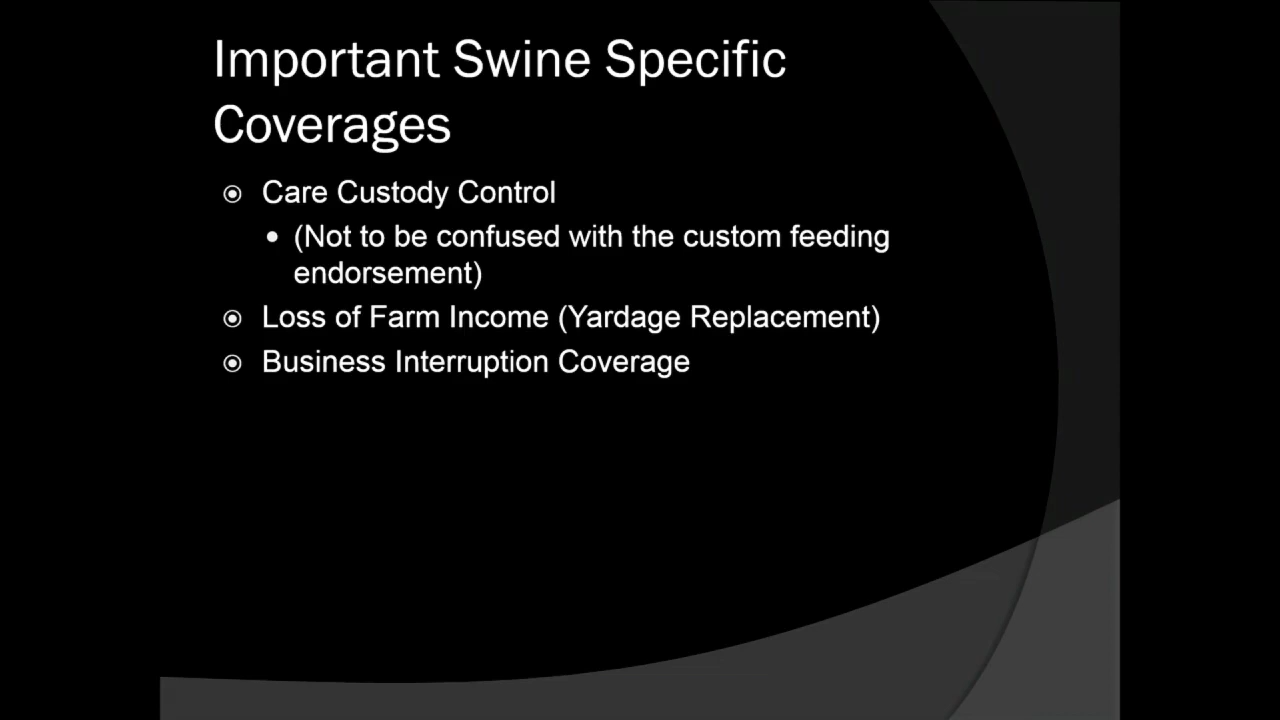 Important Swine Specific
Coverages
Care Custody Control
(Not to be confused with the custom feeding
endorsement)
Loss of Farm Income (Yardage Replacement)
Business Interruption Coverage